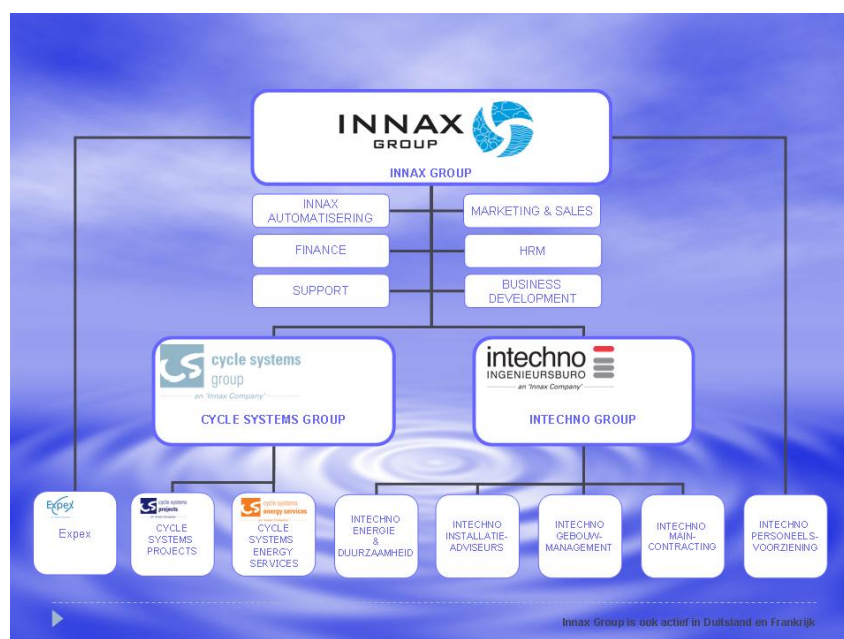 INNAX
GROUP
INNAX GROUP
INNAX
AUTOMATISERING
MARKETING & SALES
FINANCE
HRM
SUPPORT
BUSINESS
DEVELOPMENT
cycle systems
group
an 'Innax Company'
CYCLE SYSTEMS GROUP
intechno
INGENIEURSBURO
an 'Innax Company'
INTECHNO GROUP
Expex
Expex
cycle systems
projects
CYCLE
SYSTEMS
PROJECTS
cycle systems
energy services
CYCLE
SYSTEMS
ENERGY
SERVICES
INTECHNO
ENERGIE
&
DUURZAAMHEID
INTECHNO
INSTALLATIE-
ADVISEURS
INTECHNO
GEBOUW-
MANAGEMENT
INTECHNO
MAIN-
CONTRACTING
INTECHNO
PERSONEELS-
VOORZIENING
Innax Group is ook actief in Duitsland en Frankrijk